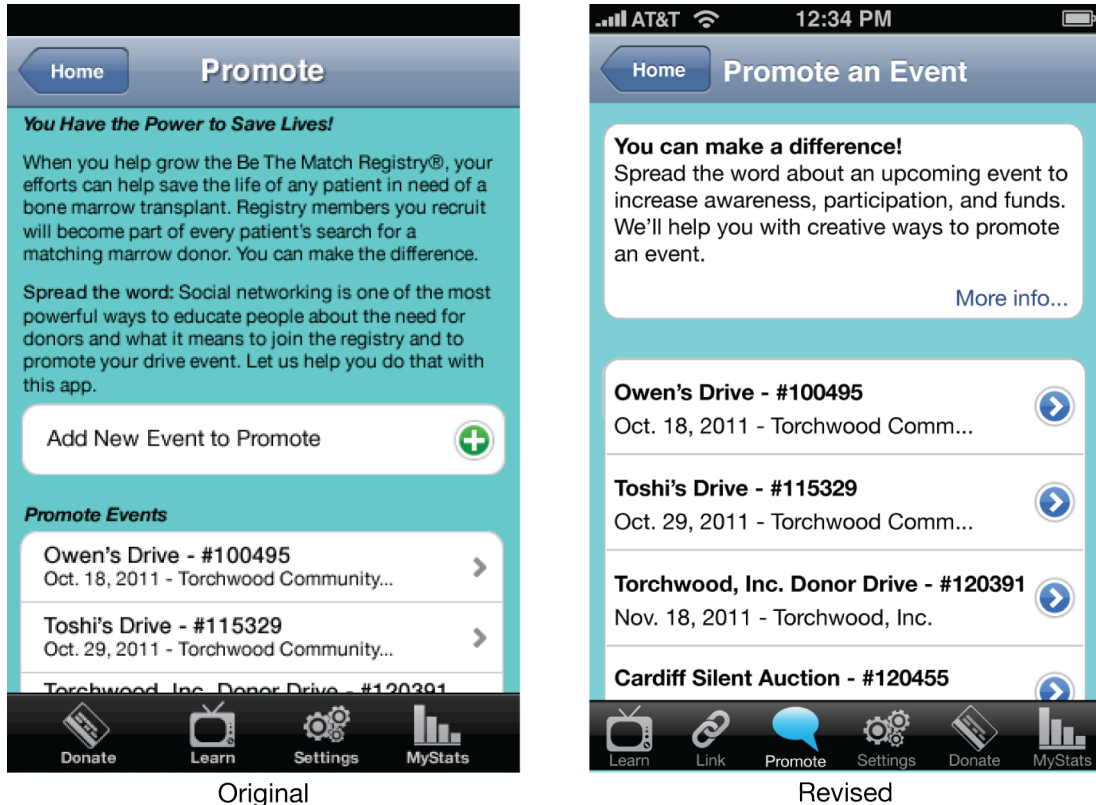 Home
Promote
You Have the Power to Save Lives!
When you help grow the Be The Match Registry®, your
efforts can help save the life of any patient in need of a
bone marrow transplant. Registry members you recruit
will become part of every patient's search for a
matching marrow donor. You can make the difference.
Spread the word: Social networking is one of the most
powerful ways to educate people about the need for
donors and what it means to join the registry and to
promote your drive event. Let us help you do that with
this app.
Add New Event to Promote
Promote Events
Owen's Drive - #100495
Oct. 18, 2011 - Torchwood Community...
Toshi's Drive - #115329
Oct. 29, 2011 - Torchwood Community...
Torchwood, Inc. Donor Drive - #120391
Donate Learn Settings MyStats
Original
AT&T 12:34 PM
Home
Promote an Event
You can make a difference!
Spread the word about an upcoming event to
increase awareness, participation, and funds.
We'll help you with creative ways to promote
an event.
More info...
Owen's Drive - #100495
Oct. 18, 2011 - Torchwood Comm...
Toshi's Drive - #115329
Oct. 29, 2011 - Torchwood Comm...
Torchwood, Inc. Donor Drive - #120391
Nov. 18, 2011 - Torchwood, Inc.
Cardiff Silent Auction - #120455
Learn Link Promote Settings Donate MyStats
Revised